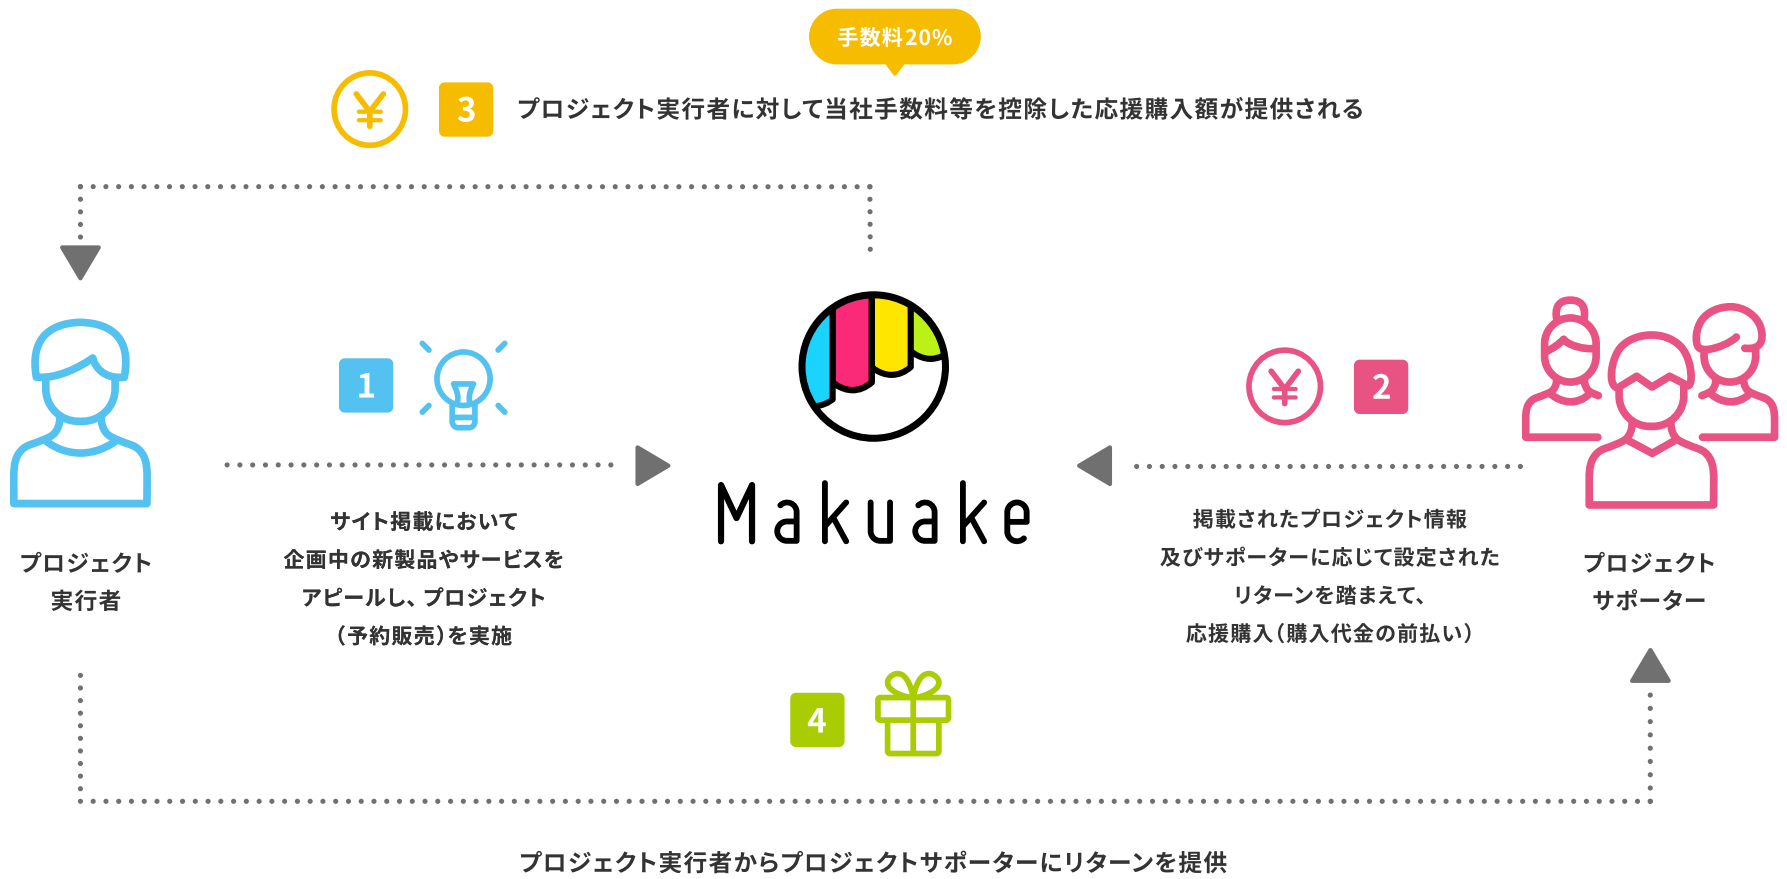 手数料20%
3
プロジェクト実行者に対して当社手数料等を控除した応援購入額が提供される
1
サイト掲載において
企画中の新製品やサービスを
アピールし、プロジェクト
（予約販売）を実施
プロジェクト
実行者
Makuake
2
掲載されたプロジェクト情報
及びサポーターに応じて設定された
リターンを踏まえて、
応援購入（購入代金の前払い）
プロジェクト
サポーター
4
プロジェクト実行者からプロジェクトサポーターにリターンを提供